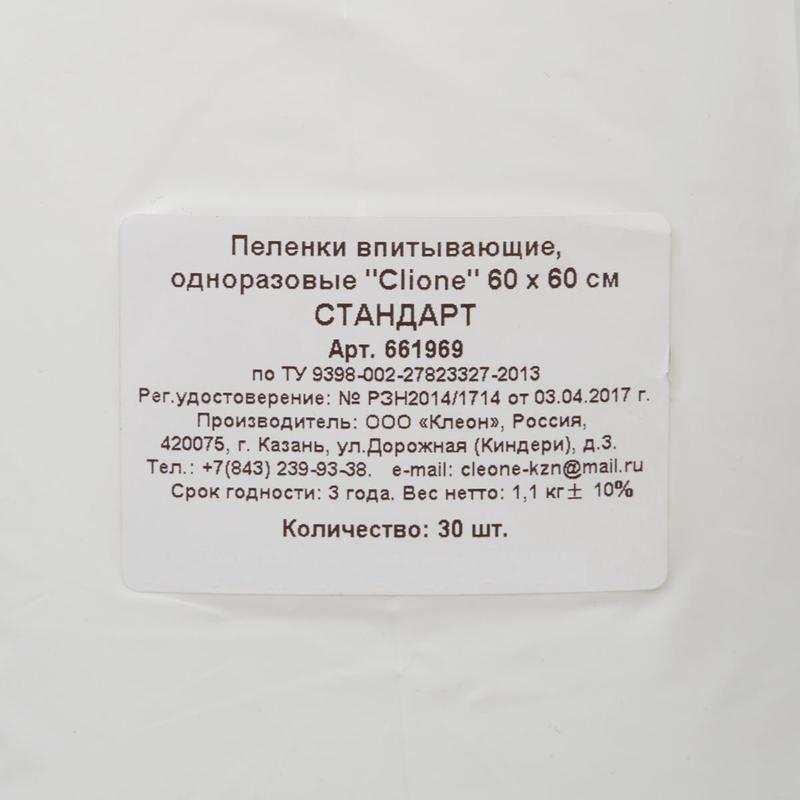 Пеленки впитывающие,
одноразовые "Clione" 60 x 60 см
СТАНДАРТ
Арт. 661969
по ТУ 9398-002-27823327-2013
Рег.удостоверение: № РЗН2014/1714 от 03.04.2017 г.
Производитель: ООО «Клеон», Россия,
420075, г. Казань, ул.Дорожная (Киндери), д.3.
Тел.: +7(843) 239-93-38. e-mail: cleone-kzn@mail.ru
Срок годности: 3 года. Вес нетто: 1,1 кг± 10%
Количество: 30 шт.